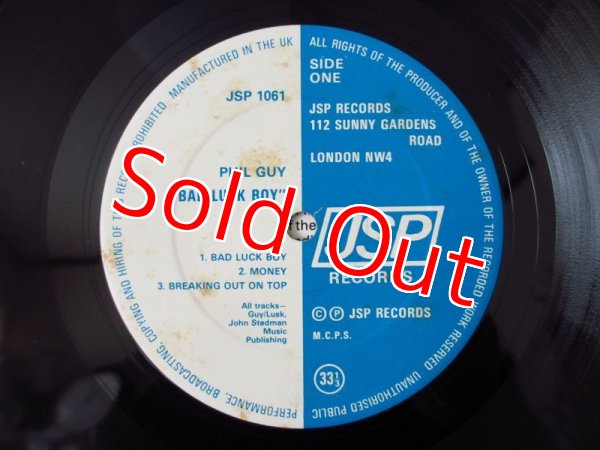 MANUFACTURED IN THE UK
ALL RIGHTS OF THE PRODUCER AND OF THE OWNER OF THE RECORDED WORK RESERVED
UNAUTHORISED PUBLIC
PERFORMANCE, BROADCASTING, COPYING AND HIRING OF THE RECORD PROHIBITED
JSP 1061
SIDE
ONE
JSP RECORDS
112 SUNNY GARDENS
ROAD
LONDON NW4
PHIL GUY
"BAD LUCK BOY"
of the
JSP
RECORDS
1. BAD LUCK BOY
2. MONEY
3. BREAKING OUT ON TOP
All tracks—
Guy/Lusk,
John Stedman
Music
Publishing
© ℗ JSP RECORDS
M.C.P.S.
33⅓
Sold Out